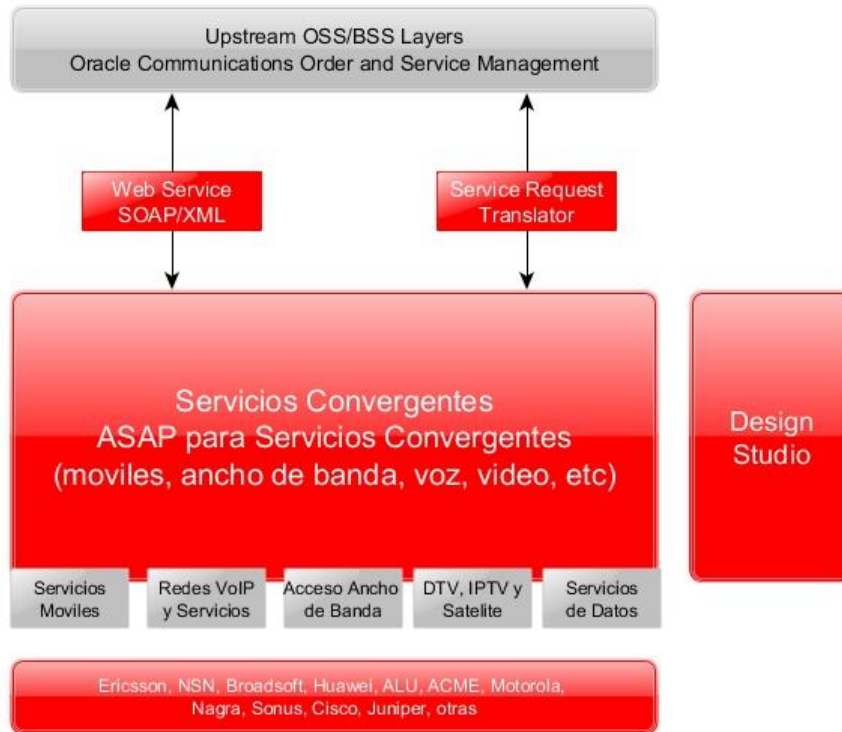 Upstream OSS/BSS Layers
Oracle Communications Order and Service Management
Web Service
SOAP/XML
Service Request
Translator
Servicios Convergentes
ASAP para Servicios Convergentes
(moviles, ancho de banda, voz, video, etc)
Design
Studio
Servicios
Moviles
Redes VoIP
y Servicios
Acceso Ancho
de Banda
DTV, IPTV y
Satelite
Servicios
de Datos
Ericsson, NSN, Broadsoft, Huawei, ALU, ACME, Motorola,
Nagra, Sonus, Cisco, Juniper, otras